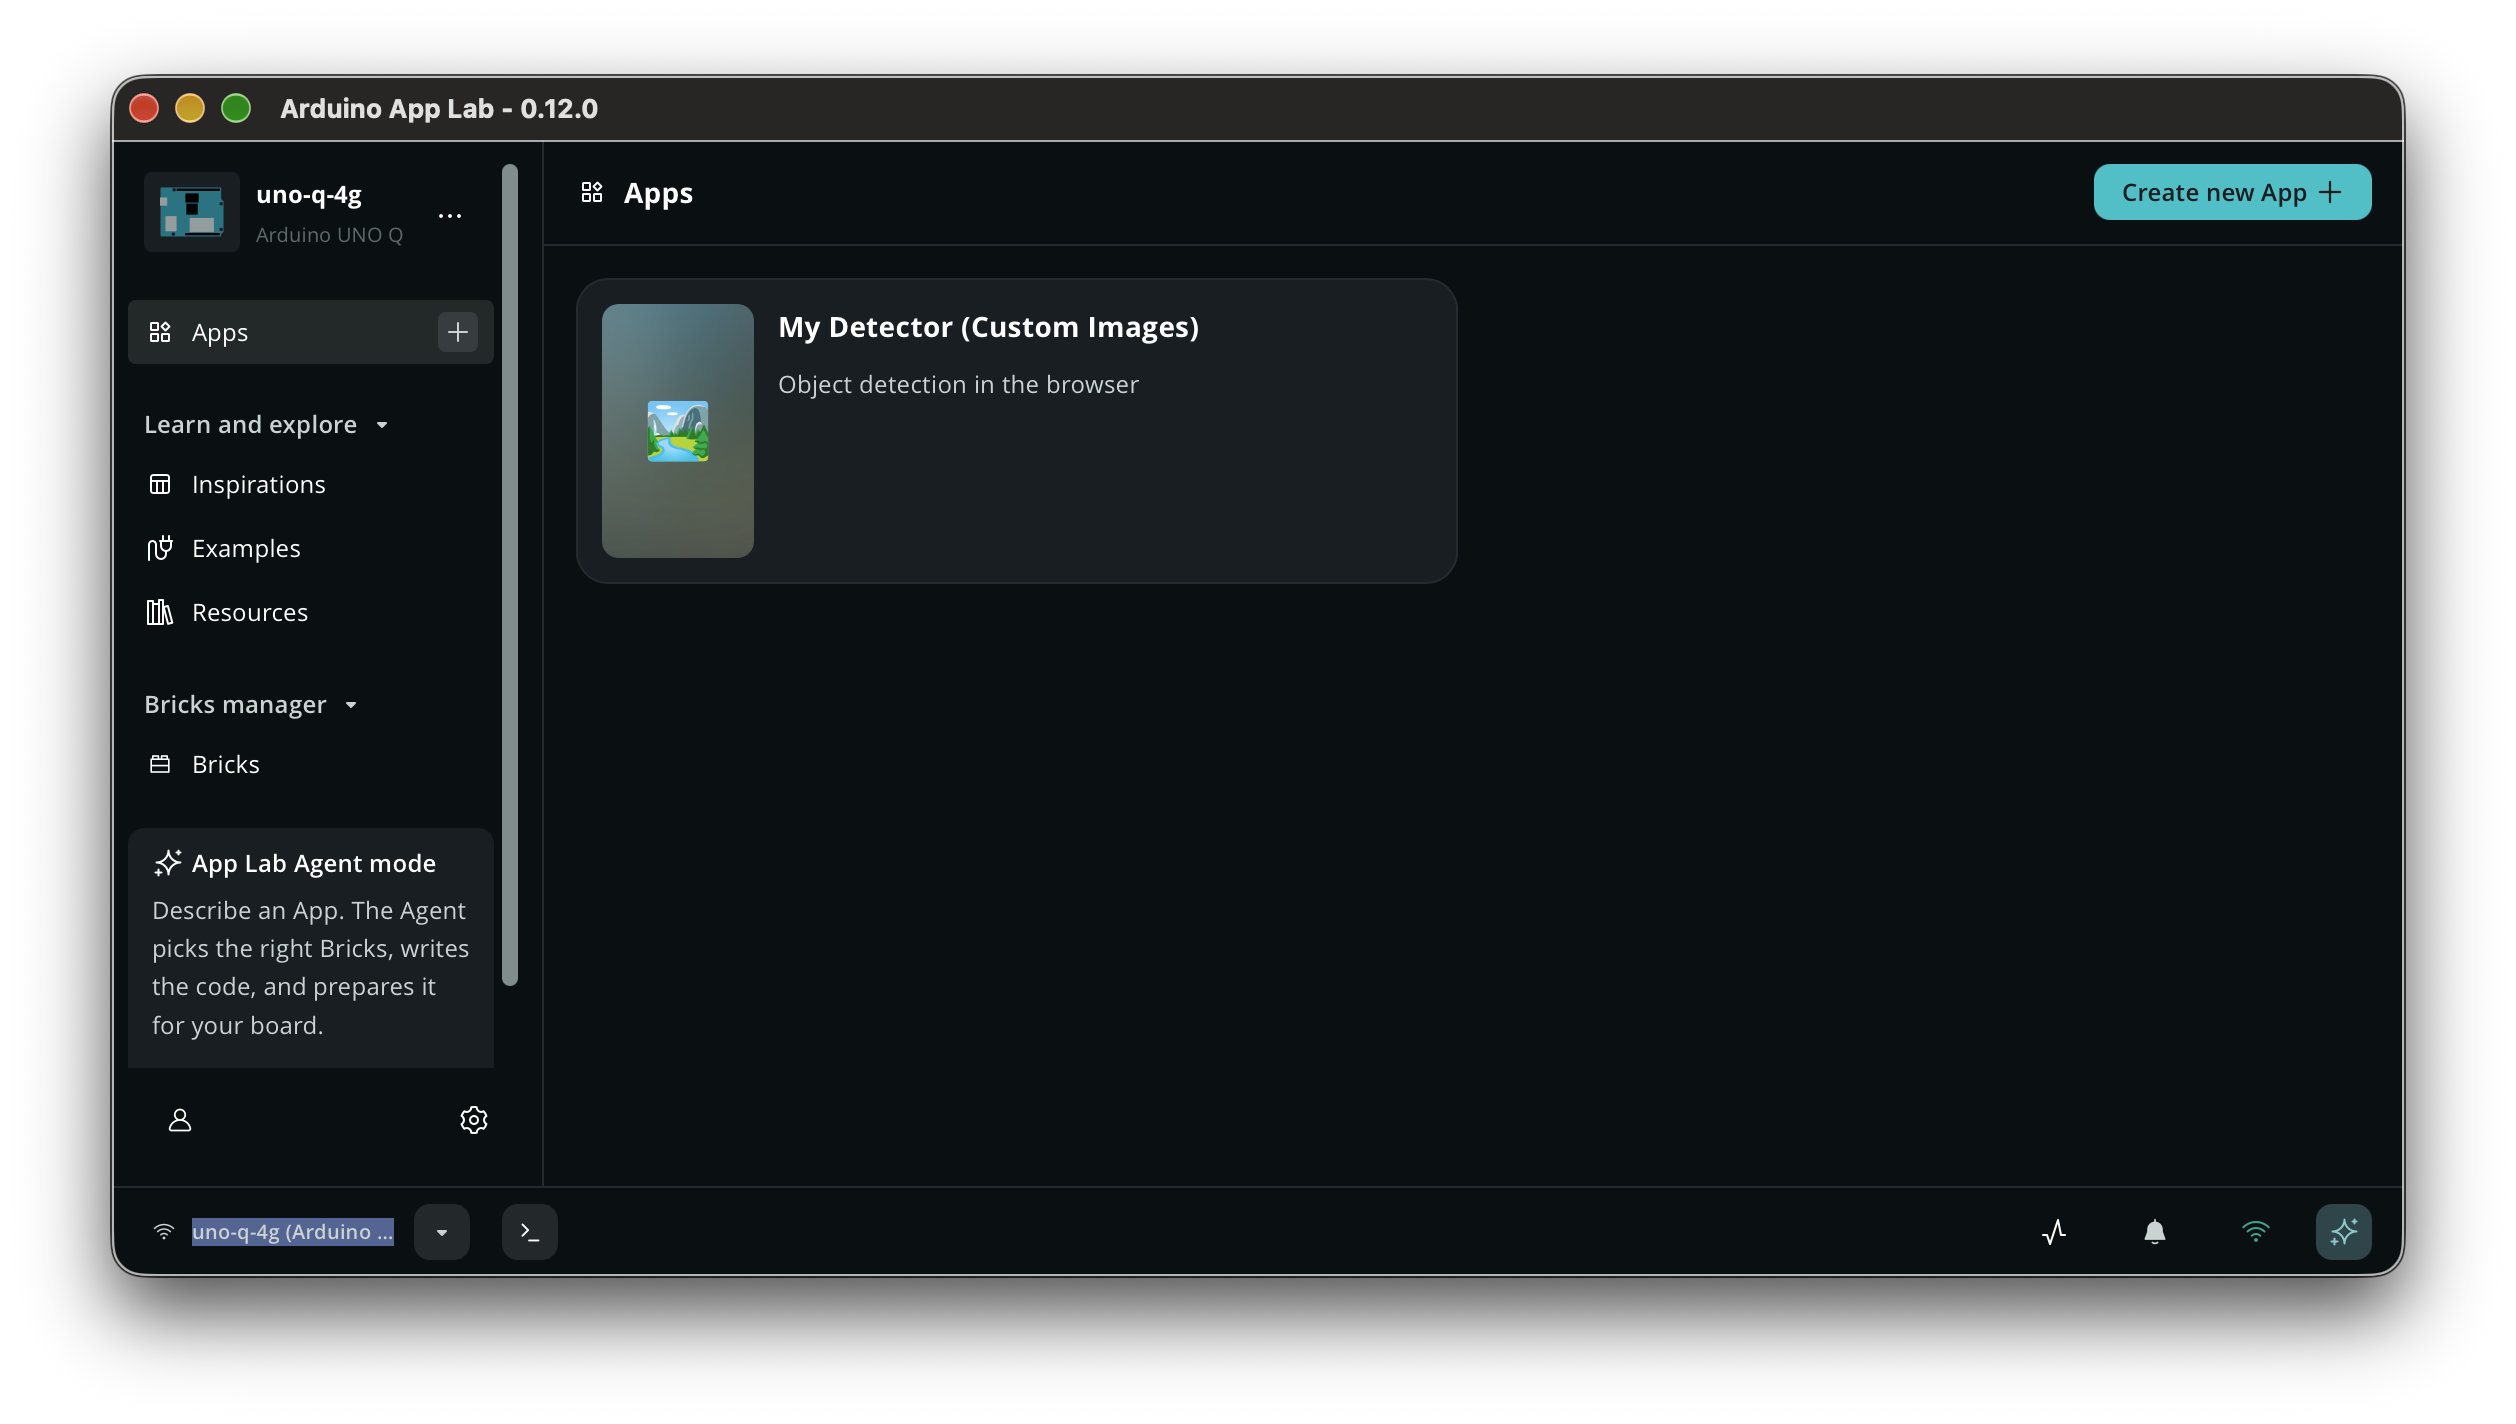 Arduino App Lab - 0.12.0
uno-q-4g
Arduino UNO Q
Apps
Learn and explore
Inspirations
Examples
Resources
Bricks manager
Bricks
App Lab Agent mode
Describe an App. The Agent
picks the right Bricks, writes
the code, and prepares it
for your board.
Apps
Create new App
My Detector (Custom Images)
Object detection in the browser
uno-q-4g (Arduino ...